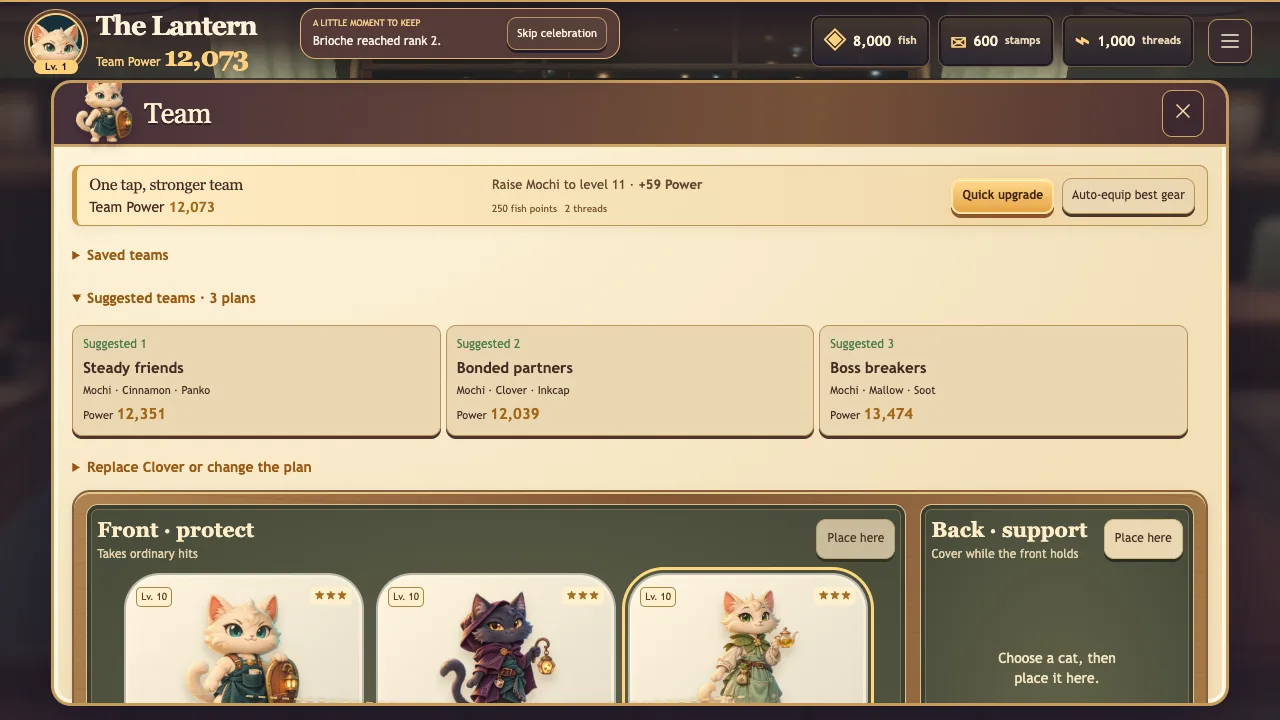 The Lantern
Lv. 1
Team Power 12,073
A LITTLE MOMENT TO KEEP
Brioche reached rank 2.
Skip celebration
8,000 fish
600 stamps
1,000 threads
Team
One tap, stronger team
Team Power 12,073
Raise Mochi to level 11 · +59 Power
250 fish points 2 threads
Quick upgrade
Auto-equip best gear
Saved teams
Suggested teams · 3 plans
Suggested 1
Steady friends
Mochi · Cinnamon · Panko
Power 12,351
Suggested 2
Bonded partners
Mochi · Clover · Inkcap
Power 12,039
Suggested 3
Boss breakers
Mochi · Mallow · Soot
Power 13,474
Replace Clover or change the plan
Front · protect
Takes ordinary hits
Place here
Lv. 10
Lv. 10
Lv. 10
Back · support
Cover while the front holds
Place here
Choose a cat, then
place it here.